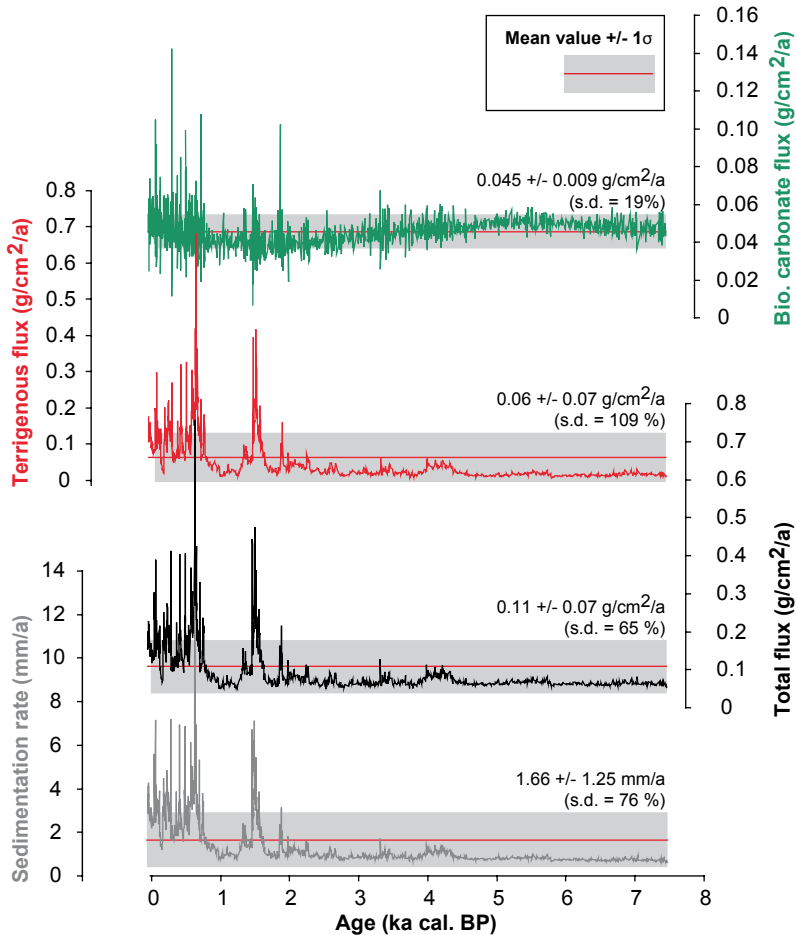 Mean value +/- 1σ
0.16
0.14
0.12
0.10
0.08
0.06
0.04
0.02
0
Bio. carbonate flux (g/cm2/a)
0.045 +/- 0.009 g/cm2/a
(s.d. = 19%)
0.8
0.7
0.6
0.5
0.4
0.3
0.2
0.1
0
Terrigenous flux (g/cm2/a)
0.06 +/- 0.07 g/cm2/a
(s.d. = 109 %)
0.8
0.7
0.6
0.5
0.4
0.3
0.2
0.1
0
Total flux (g/cm2/a)
0.11 +/- 0.07 g/cm2/a
(s.d. = 65 %)
14
12
10
8
6
4
2
0
Sedimentation rate (mm/a)
1.66 +/- 1.25 mm/a
(s.d. = 76 %)
0 1 2 3 4 5 6 7 8
Age (ka cal. BP)